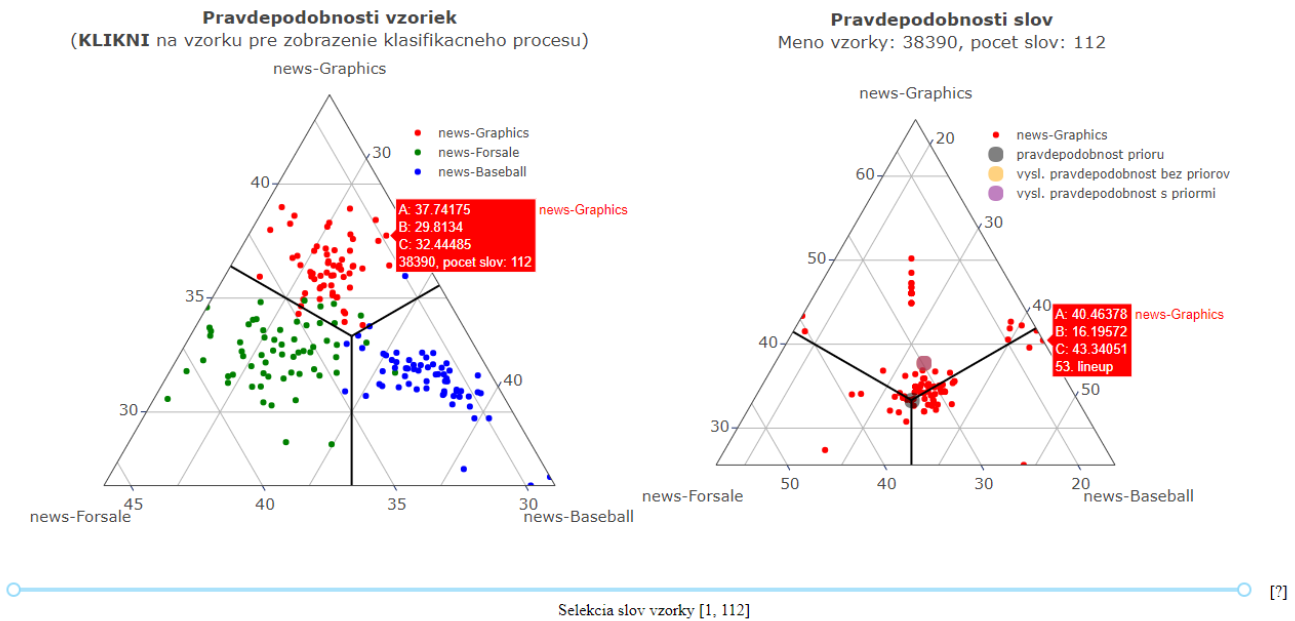 Pravdepodobnosti vzoriek
(KLIKNI na vzorku pre zobrazenie klasifikacneho procesu)
news-Graphics
news-Graphics
news-Forsale
news-Baseball
30
40
A: 37.74175
B: 29.8134
C: 32.44485
38390, pocet slov: 112
news-Graphics
35
40
30
45
40
35
30
news-Forsale
news-Baseball
Pravdepodobnosti slov
Meno vzorky: 38390, pocet slov: 112
news-Graphics
news-Graphics
pravdepodobnost prioru
vysl. pravdepodobnost bez priorov
vysl. pravdepodobnost s priormi
20
60
30
50
40
A: 40.46378
B: 16.19572
C: 43.34051
53. lineup
news-Graphics
40
50
30
50
40
30
20
news-Forsale
news-Baseball
[?]
Selekcia slov vzorky [1, 112]